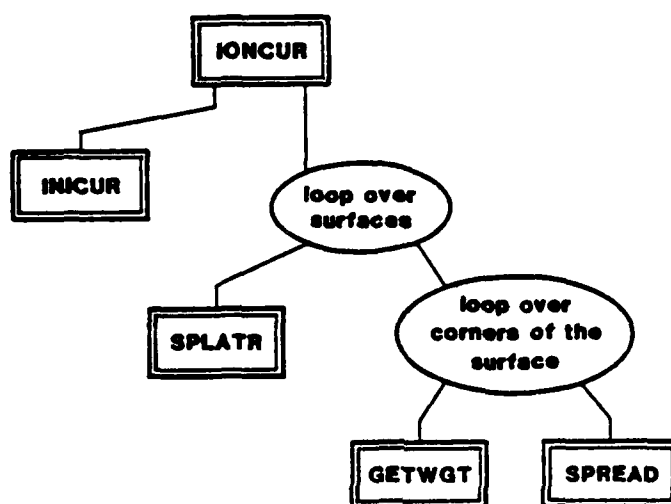 IONCUR
INICUR
loop over
surfaces
SPLATR
loop over
corners of the
surface
GETWGT
SPREAD